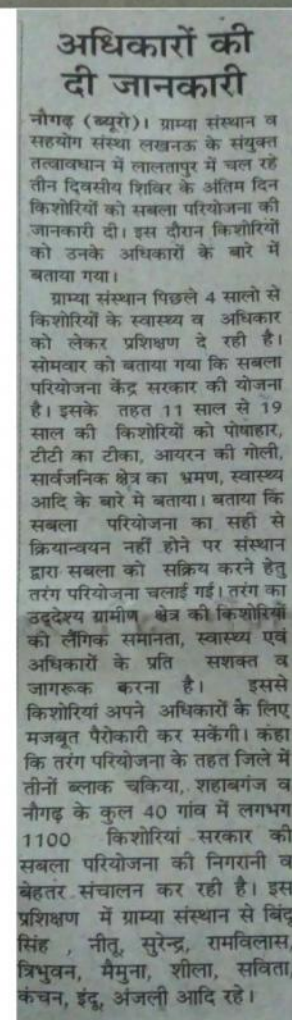 अधिकारों की
दी जानकारी
नौगढ़ (ब्यूरो)। ग्राम्या संस्थान व
सहयोग संस्था लखनऊ के संयुक्त
तत्वावधान में लालतापुर में चल रहे
तीन दिवसीय शिविर के अंतिम दिन
किशोरियों को सबला परियोजना की
जानकारी दी। इस दौरान किशोरियों
को उनके अधिकारों के बारे में
बताया गया।
ग्राम्या संस्थान पिछले 4 सालो से
किशोरियों के स्वास्थ्य व अधिकार
को लेकर प्रशिक्षण दे रही है।
सोमवार को बताया गया कि सबला
परियोजना केंद्र सरकार की योजना
है। इसके तहत 11 साल से 19
साल की किशोरियों को पोषाहार,
टीटी का टीका, आयरन की गोली,
सार्वजनिक क्षेत्र का भ्रमण, स्वास्थ्य
आदि के बारे मे बताया। बताया कि
सबला परियोजना का सही से
क्रियान्वयन नहीं होने पर संस्थान
द्वारा सबला को सक्रिय करने हेतु
तरंग परियोजना चलाई गई। तरंग का
उद्देश्य ग्रामीण क्षेत्र की किशोरियों
की लैंगिक समानता, स्वास्थ्य एवं
अधिकारों के प्रति सशक्त व
जागरूक करना है। इससे
किशोरियां अपने अधिकारों के लिए
मजबूत पैरोकारी कर सकेंगी। कहा
कि तरंग परियोजना के तहत जिले में
तीनों ब्लाक चकिया, शहाबगंज व
नौगढ़ के कुल 40 गांव में लगभग
1100 किशोरियां सरकार की
सबला परियोजना की निगरानी व
बेहतर संचालन कर रही है। इस
प्रशिक्षण में ग्राम्या संस्थान से बिंदू
सिंह , नीतू, सुरेन्द्र, रामविलास,
त्रिभुवन, मैमुना, शीला, सविता,
कंचन, इंदू, अंजली आदि रहे।